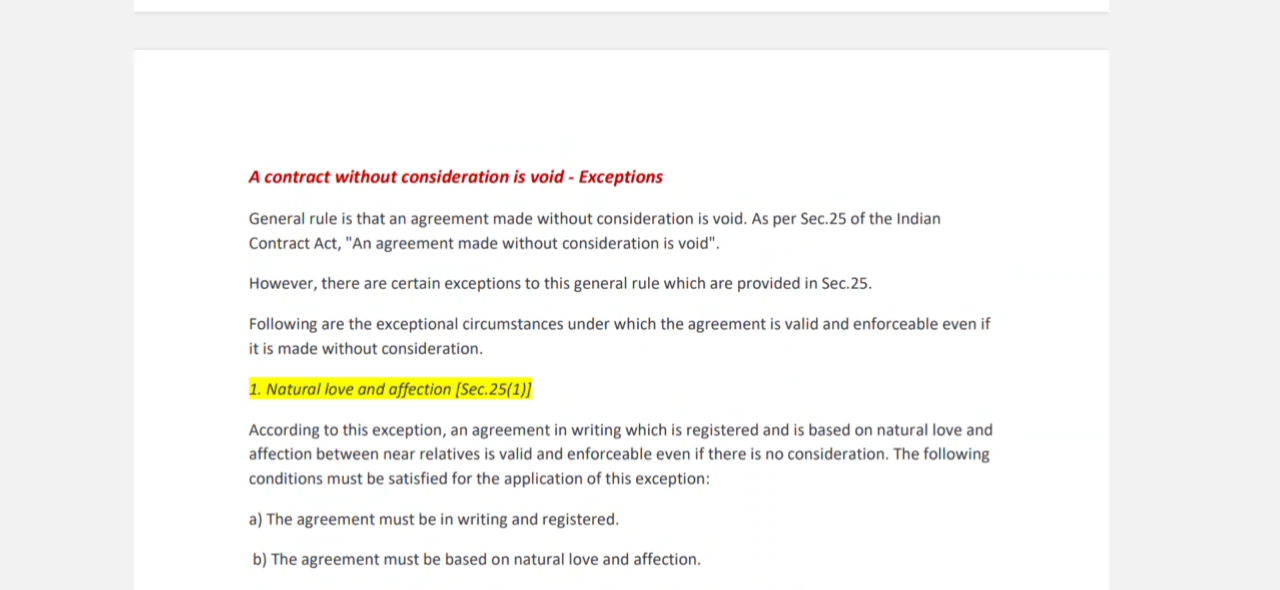 A contract without consideration is void - Exceptions
General rule is that an agreement made without consideration is void. As per Sec.25 of the Indian
Contract Act, "An agreement made without consideration is void".
However, there are certain exceptions to this general rule which are provided in Sec.25.
Following are the exceptional circumstances under which the agreement is valid and enforceable even if
it is made without consideration.
1. Natural love and affection [Sec.25(1)]
According to this exception, an agreement in writing which is registered and is based on natural love and
affection between near relatives is valid and enforceable even if there is no consideration. The following
conditions must be satisfied for the application of this exception:
a) The agreement must be in writing and registered.
b) The agreement must be based on natural love and affection.